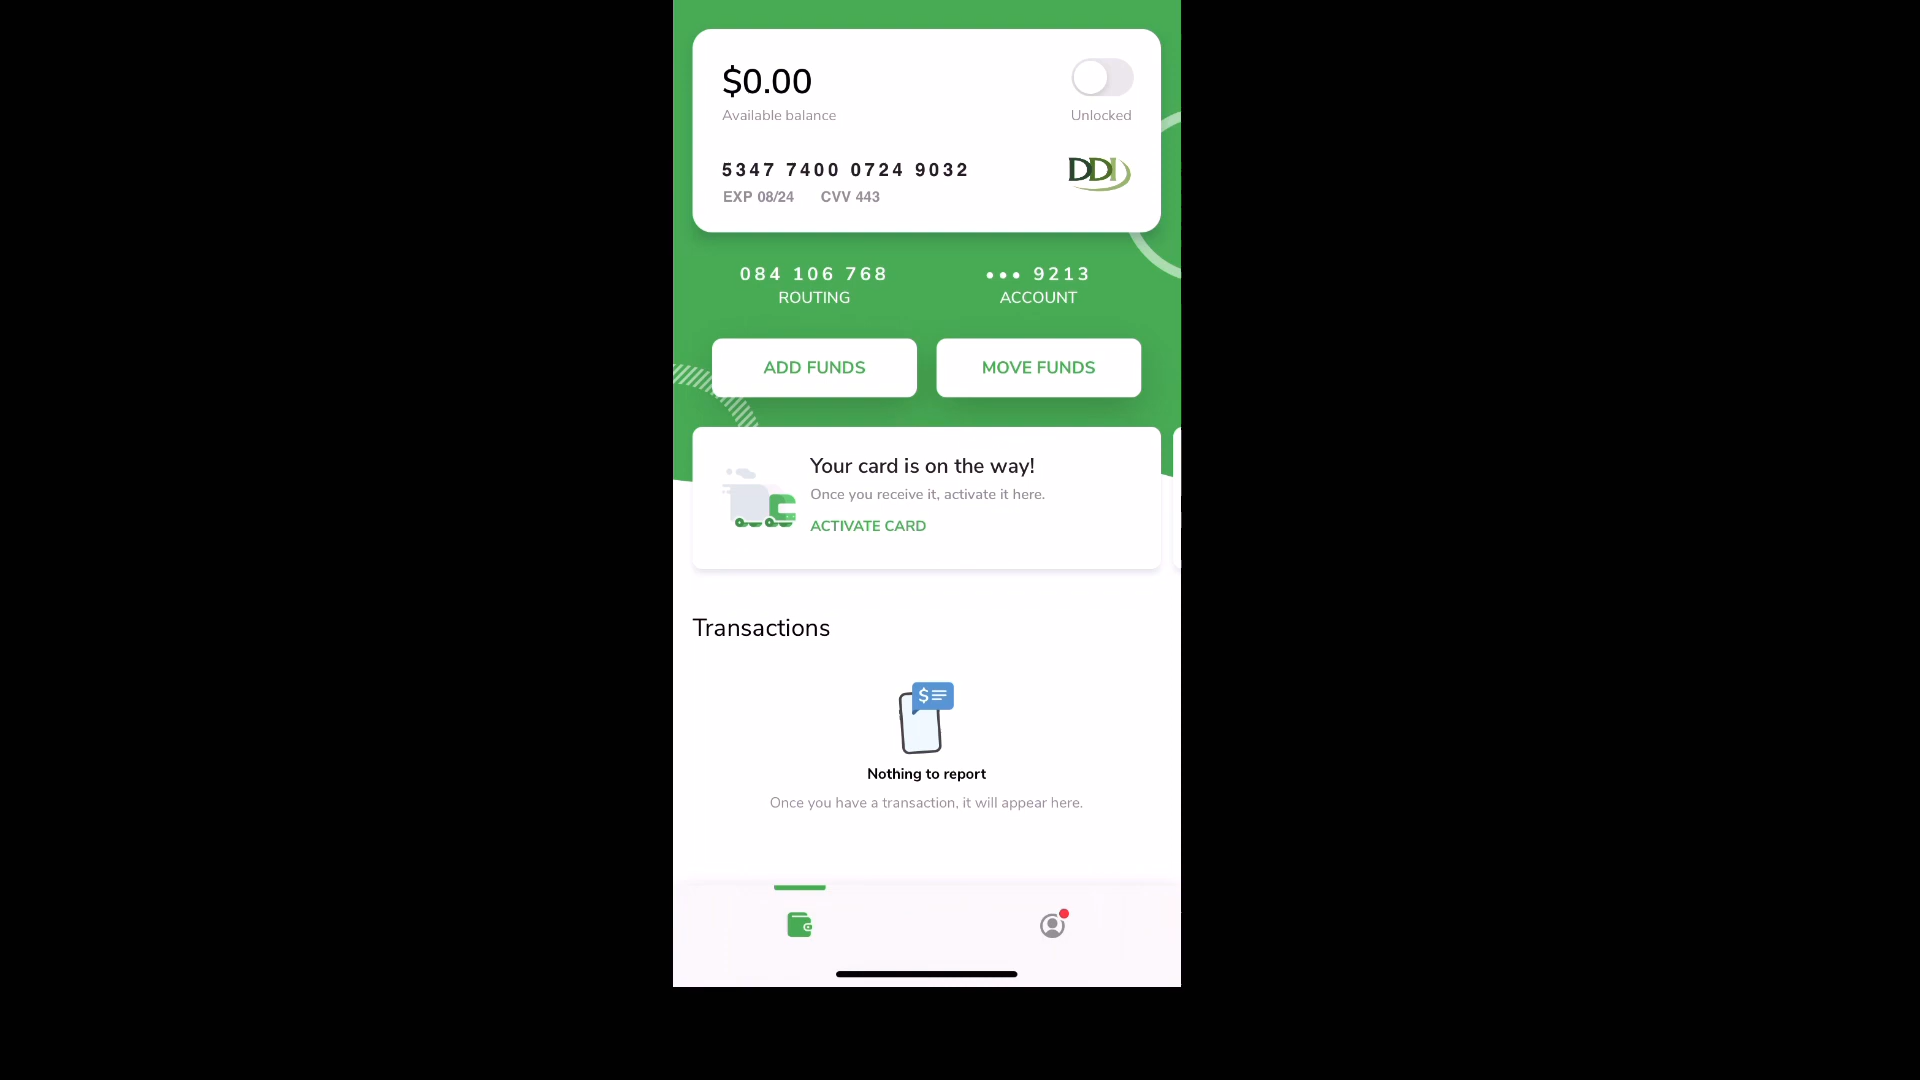 $0.00
Available balance
Unlocked
5347 7400 0724 9032
DDI
EXP 08/24 CVV 443
084 106 768
ROUTING
••• 9213
ACCOUNT
ADD FUNDS
MOVE FUNDS
Your card is on the way!
Once you receive it, activate it here.
ACTIVATE CARD
Transactions
$
Nothing to report
Once you have a transaction, it will appear here.